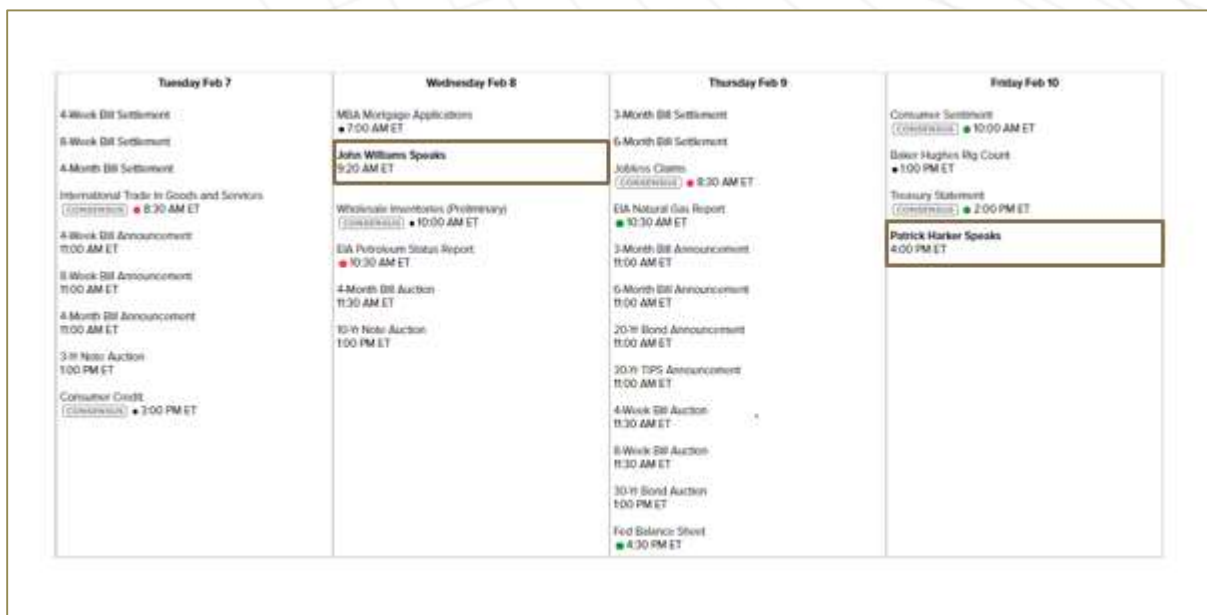 Tuesday Feb 7
4-Week Bill Settlement
8-Week Bill Settlement
4-Month Bill Settlement
International Trade in Goods and Services
CONSENSUS 8:30 AM ET
4-Week Bill Announcement
11:00 AM ET
8-Week Bill Announcement
11:00 AM ET
4-Month Bill Announcement
11:00 AM ET
3-Yr Note Auction
1:00 PM ET
Consumer Credit
CONSENSUS 3:00 PM ET
Wednesday Feb 8
MBA Mortgage Applications
7:00 AM ET
John Williams Speaks
9:20 AM ET
Wholesale Inventories (Preliminary)
CONSENSUS 10:00 AM ET
EIA Petroleum Status Report
10:30 AM ET
4-Month Bill Auction
11:30 AM ET
10-Yr Note Auction
1:00 PM ET
Thursday Feb 9
3-Month Bill Settlement
6-Month Bill Settlement
Jobless Claims
CONSENSUS 8:30 AM ET
EIA Natural Gas Report
10:30 AM ET
3-Month Bill Announcement
11:00 AM ET
6-Month Bill Announcement
11:00 AM ET
20-Yr Bond Announcement
11:00 AM ET
TIPS Announcement
11:00 AM ET
4-Week Bill Auction
11:30 AM ET
8-Week Bill Auction
11:30 AM ET
30-Yr Bond Auction
1:00 PM ET
Fed Balance Sheet
4:30 PM ET
Friday Feb 10
Consumer Sentiment
CONSENSUS 10:00 AM ET
Baker Hughes Rig Count
1:00 PM ET
Treasury Statement
CONSENSUS 2:00 PM ET
Patrick Harker Speaks
4:00 PM ET